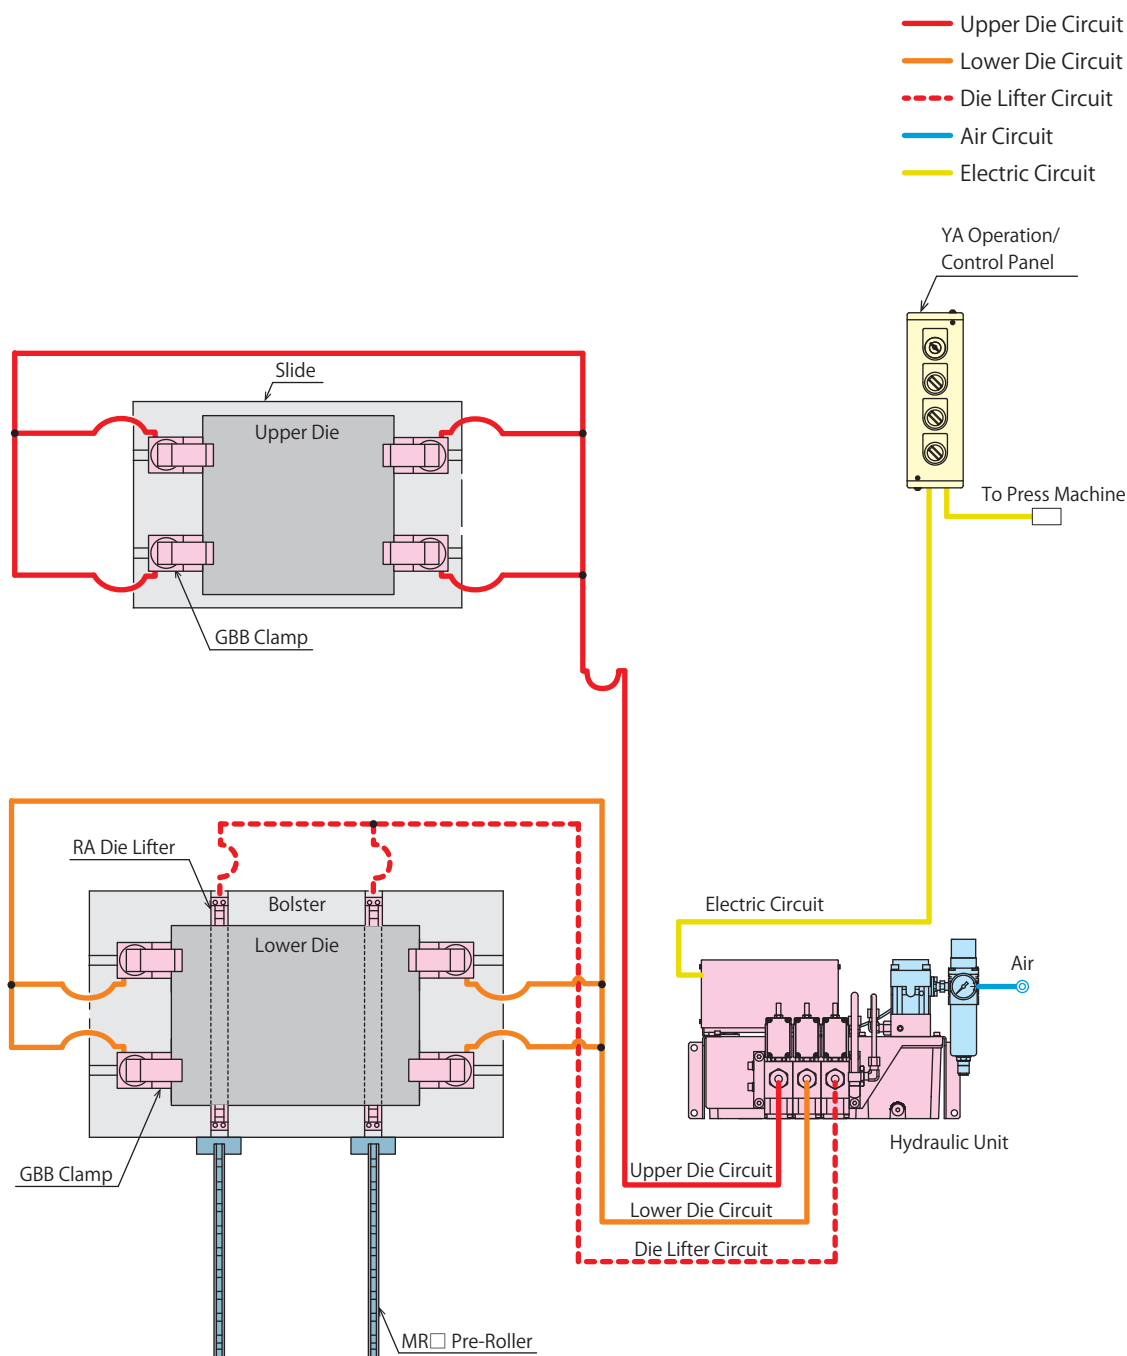 Upper Die Circuit
Lower Die Circuit
Die Lifter Circuit
Air Circuit
Electric Circuit
YA Operation/
Control Panel
Slide
Upper Die
To Press Machine
GBB Clamp
RA Die Lifter
Bolster
Electric Circuit
Lower Die
Air
Hydraulic Unit
GBB Clamp
Upper Die Circuit
Lower Die Circuit
Die Lifter Circuit
MR□ Pre-Roller